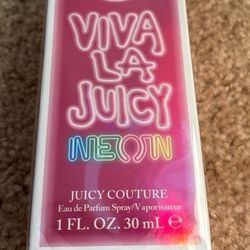 VIVA
LA
JUICY
NEON
JUICY COUTURE
Eau de Parfum Spray/Vaporisateur
1 FL. OZ. 30 mL ℮